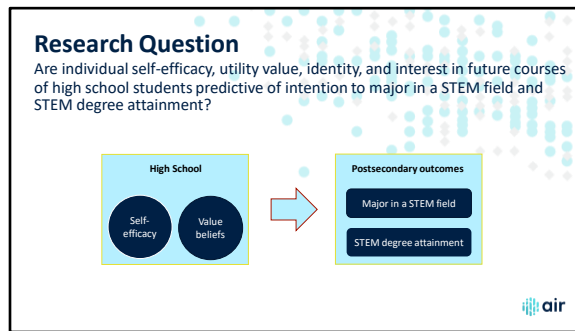 Research Question
Are individual self-efficacy, utility value, identity, and interest in future courses
of high school students predictive of intention to major in a STEM field and
STEM degree attainment?
High School
Self-
efficacy
Value
beliefs
Postsecondary outcomes
Major in a STEM field
STEM degree attainment
air